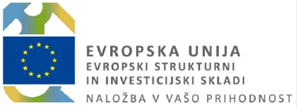 EVROPSKA UNIJA
EVROPSKI STRUKTURNI
IN INVESTICIJSKI SKLADI
NALOŽBA V VAŠO PRIHODNOST